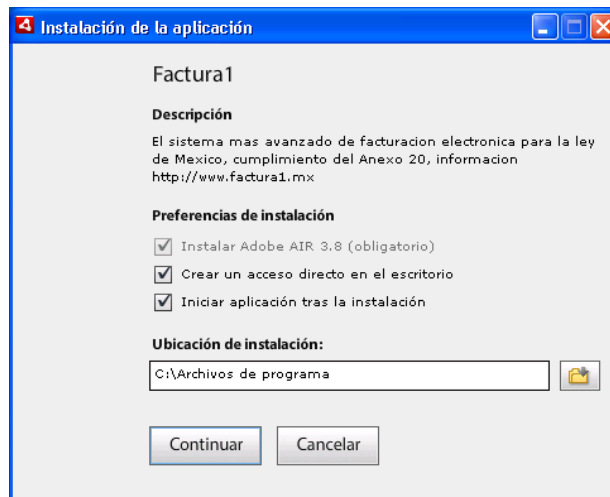 Instalación de la aplicación
Factura1
Descripción
El sistema mas avanzado de facturacion electronica para la ley
de Mexico, cumplimiento del Anexo 20, informacion
http://www.factura1.mx
Preferencias de instalación
Instalar Adobe AIR 3.8 (obligatorio)
Crear un acceso directo en el escritorio
Iniciar aplicación tras la instalación
Ubicación de instalación:
C:\Archivos de programa
Continuar
Cancelar